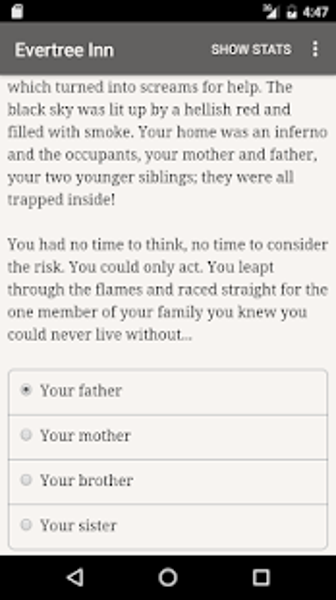 3G 4:47
Evertree Inn SHOW STATS
which turned into screams for help. The
black sky was lit up by a hellish red and
filled with smoke. Your home was an inferno
and the occupants, your mother and father,
your two younger siblings; they were all
trapped inside!
You had no time to think, no time to consider
the risk. You could only act. You leapt
through the flames and raced straight for the
one member of your family you knew you
could never live without...
Your father
Your mother
Your brother
Your sister